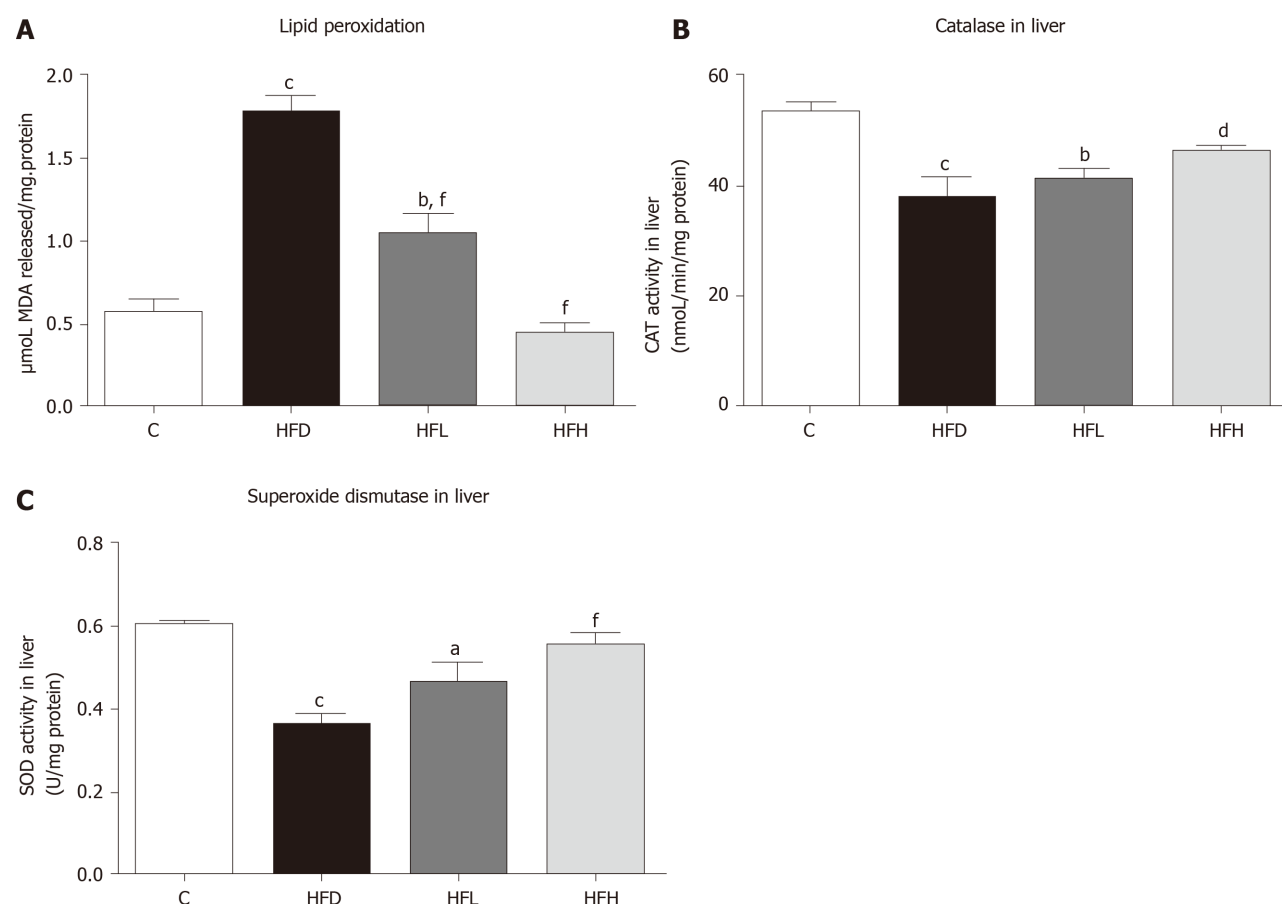 A
Lipid peroxidation
µmoL MDA released/mg.protein
2.0
1.5
1.0
0.5
0.0
c
b, f
f
C HFD HFL HFH
B
Catalase in liver
CAT activity in liver
(nmoL/min/mg protein)
60
40
20
0
c
b
d
C HFD HFL HFH
C
Superoxide dismutase in liver
SOD activity in liver
(U/mg protein)
0.8
0.6
0.4
0.2
0.0
c
a
f
C HFD HFL HFH